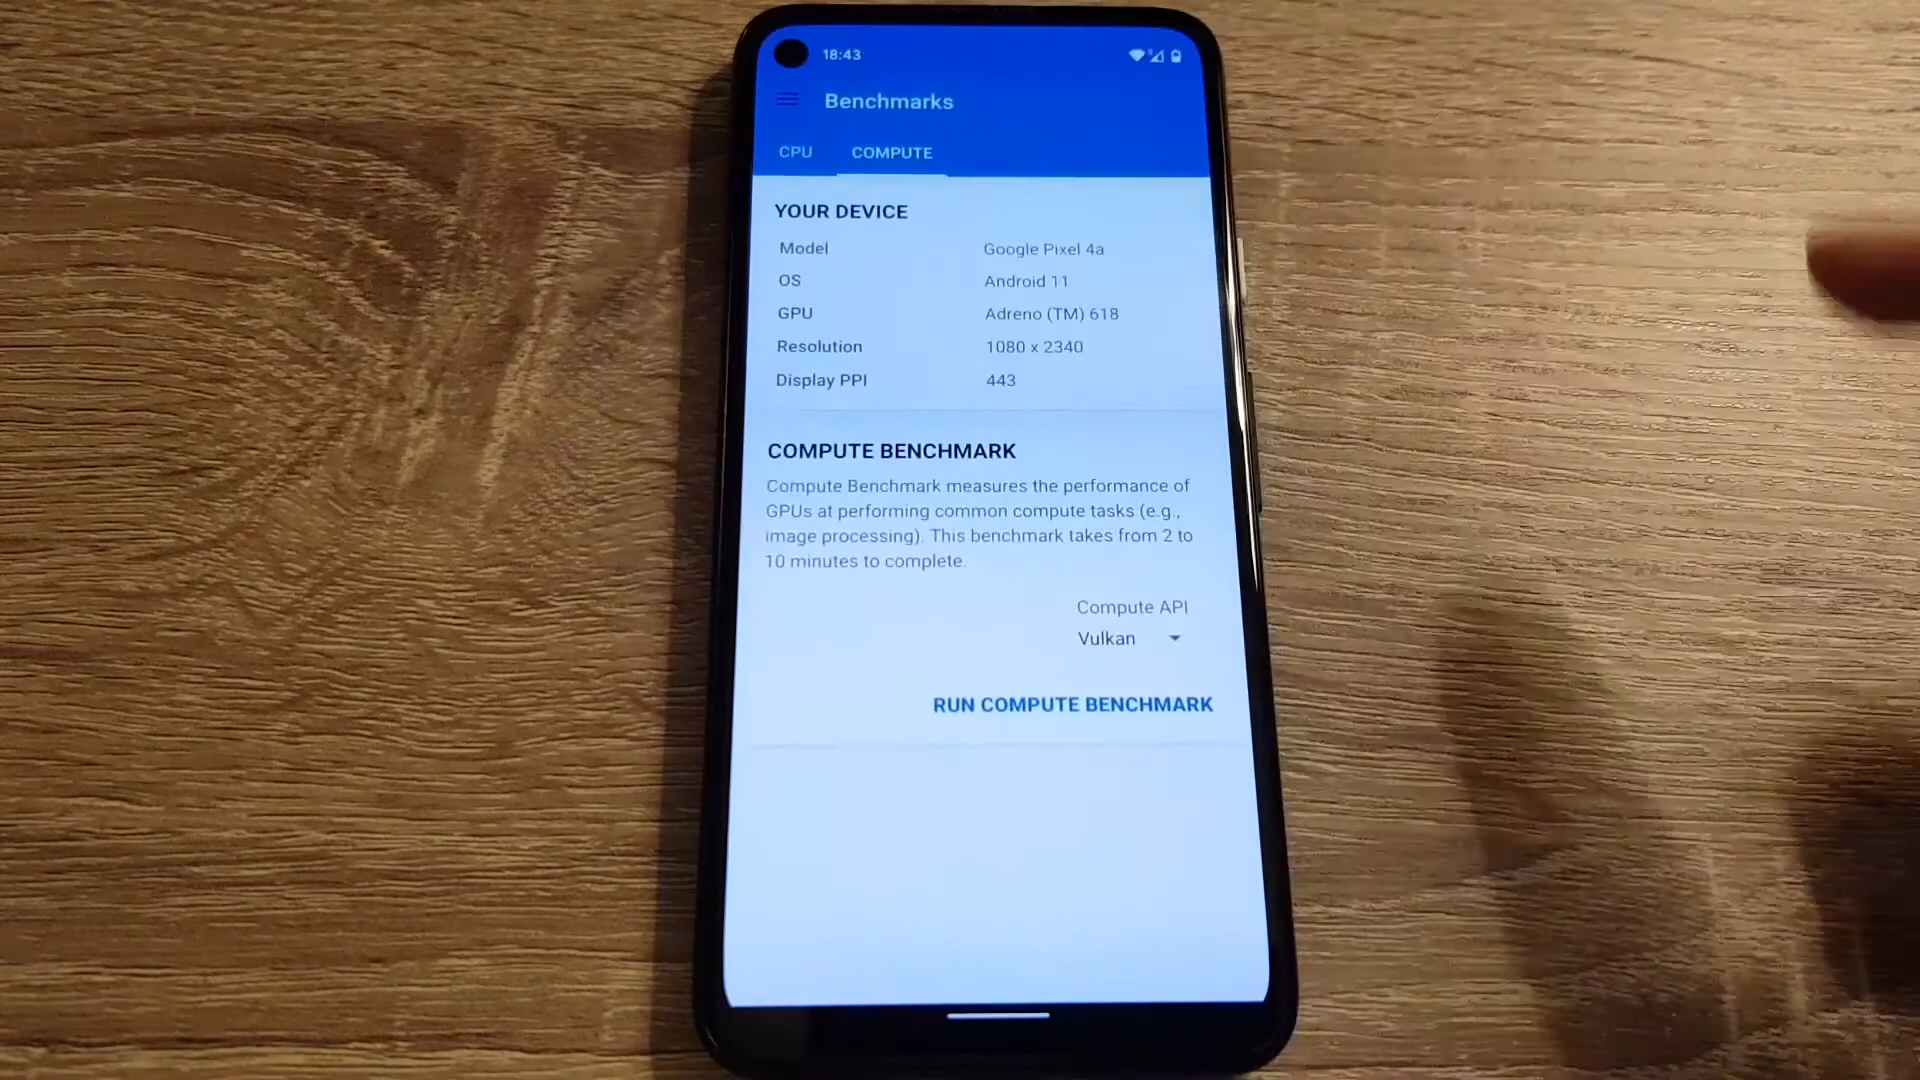 18:43
Benchmarks
CPU COMPUTE
YOUR DEVICE
Model Google Pixel 4a
OS Android 11
GPU Adreno (TM) 618
Resolution 1080 x 2340
Display PPI 443
COMPUTE BENCHMARK
Compute Benchmark measures the performance of
GPUs at performing common compute tasks (e.g.,
image processing). This benchmark takes from 2 to
10 minutes to complete.
Compute API
Vulkan
RUN COMPUTE BENCHMARK